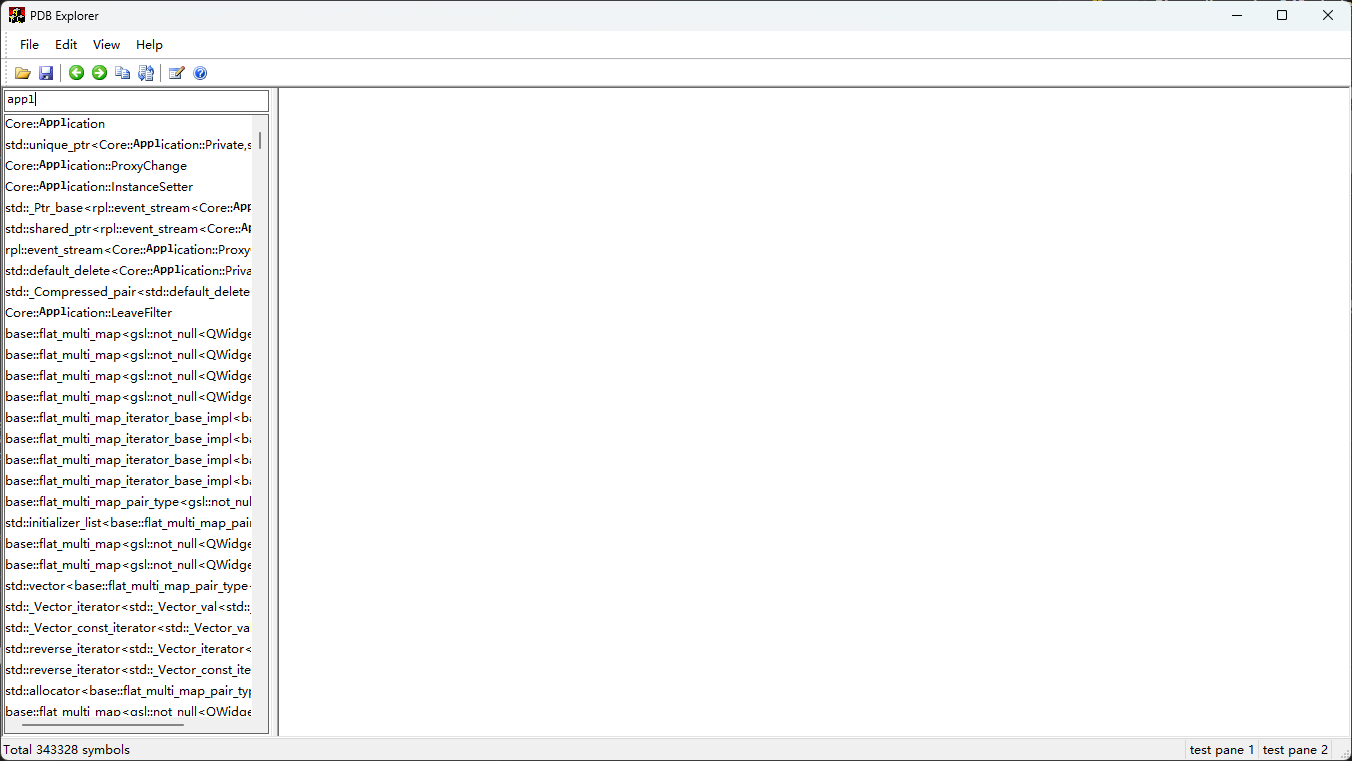 PDB Explorer
File Edit View Help
appl
Core::Application
std::unique_ptr<Core::Application::Private,s
Core::Application::ProxyChange
Core::Application::InstanceSetter
std::_Ptr_base<rpl::event_stream<Core::App
std::shared_ptr<rpl::event_stream<Core::Ap
rpl::event_stream<Core::Application::Proxy
std::default_delete<Core::Application::Priva
std::_Compressed_pair<std::default_delete
Core::Application::LeaveFilter
base::flat_multi_map<gsl::not_null<QWidge
base::flat_multi_map<gsl::not_null<QWidge
base::flat_multi_map<gsl::not_null<QWidge
base::flat_multi_map<gsl::not_null<QWidge
base::flat_multi_map_iterator_base_impl<ba
base::flat_multi_map_iterator_base_impl<ba
base::flat_multi_map_iterator_base_impl<ba
base::flat_multi_map_iterator_base_impl<ba
base::flat_multi_map_pair_type<gsl::not_nul
std::initializer_list<base::flat_multi_map_pair
base::flat_multi_map<gsl::not_null<QWidge
base::flat_multi_map<gsl::not_null<QWidge
std::vector<base::flat_multi_map_pair_type<
std::_Vector_iterator<std::_Vector_val<std::_
std::_Vector_const_iterator<std::_Vector_va
std::reverse_iterator<std::_Vector_iterator<
std::reverse_iterator<std::_Vector_const_ite
std::allocator<base::flat_multi_map_pair_typ
base::flat_multi_map<gsl::not_null<QWidge
Total 343328 symbols test pane 1 test pane 2